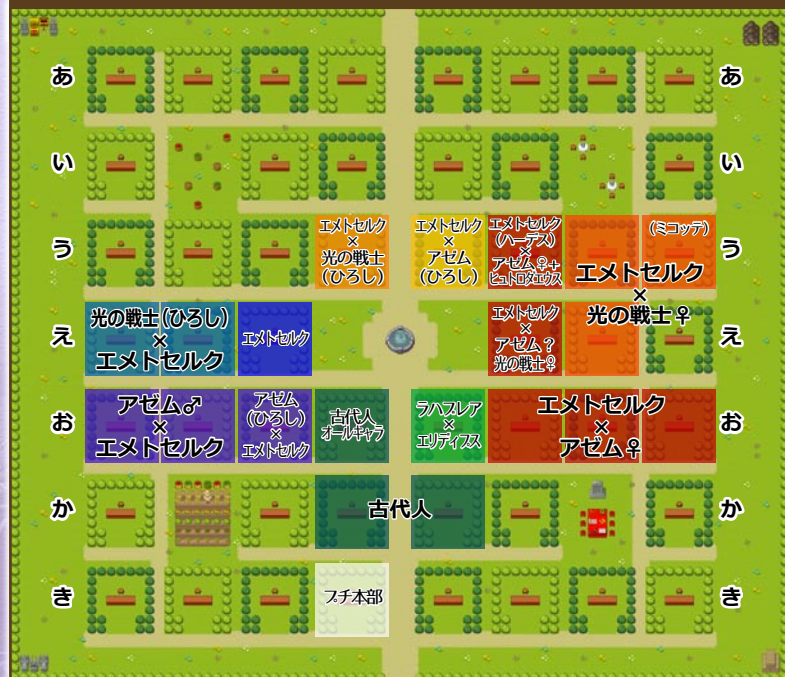 あ
あ
い
い
う
エメトセルク
×
光の戦士
(ひろし)
エメトセルク
×
アゼム
(ひろし)
エメトセルク
(ハーデス)
×
アゼム♀+
ヒュトロダエウス
(ミコッテ)
エメトセルク
×
光の戦士♀
う
え
光の戦士(ひろし)
×
エメトセルク
エメトセルク
エメトセルク
×
アゼム?
光の戦士♀
え
お
アゼム♂
×
エメトセルク
アゼム
(ひろし)
×
エメトセルク
古代人
オールキャラ
ラハブレア
×
エリディブス
エメトセルク
×
アゼム♀
お
か
古代人
か
き
プチ本部
き